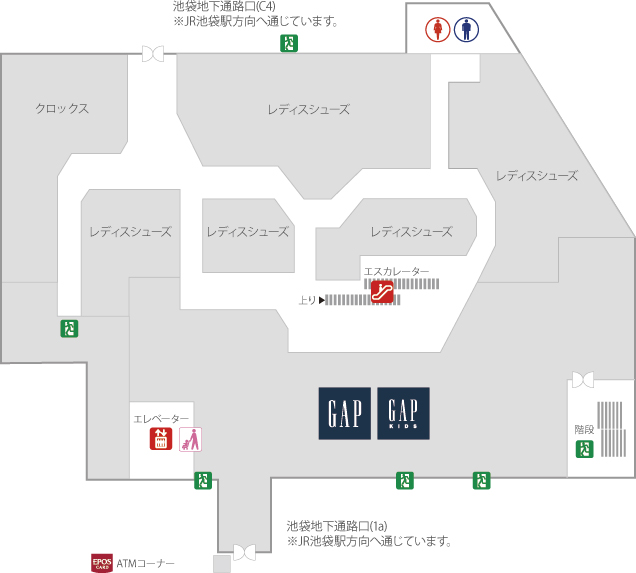 池袋地下通路口(C4)
※JR池袋駅方向へ通じています。
クロックス
レディスシューズ
レディスシューズ
レディスシューズ
レディスシューズ
レディスシューズ
エスカレーター
上り▶
GAP
GAP
KIDS
エレベーター
階段
池袋地下通路口(1a)
※JR池袋駅方向へ通じています。
EPOS
CARD
ATMコーナー